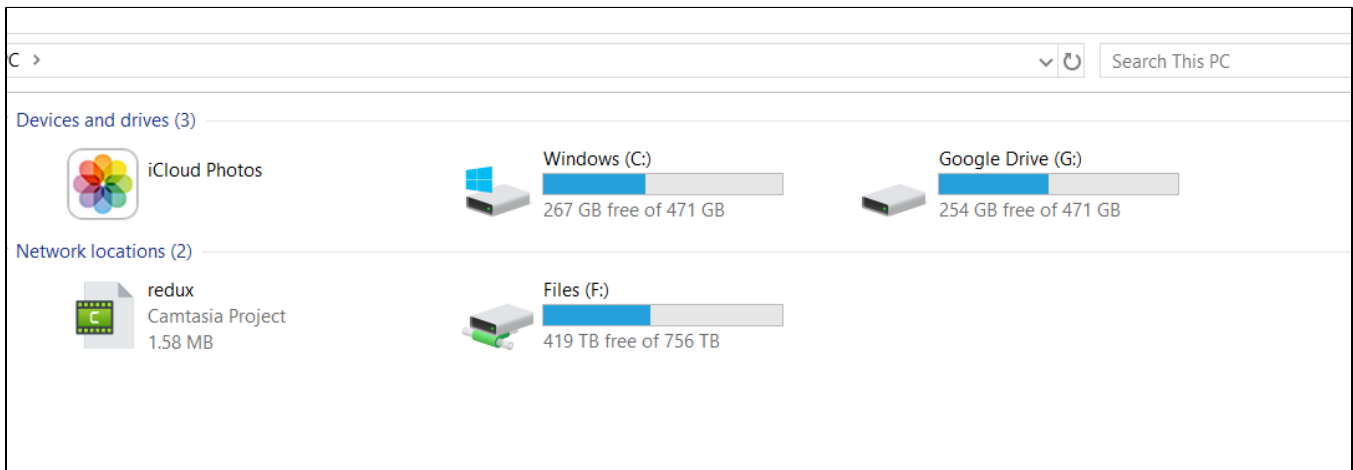 C >
Search This PC
Devices and drives (3)
iCloud Photos
Windows (C:)
267 GB free of 471 GB
Google Drive (G:)
254 GB free of 471 GB
Network locations (2)
redux
Camtasia Project
1.58 MB
C
Files (F:)
419 TB free of 756 TB